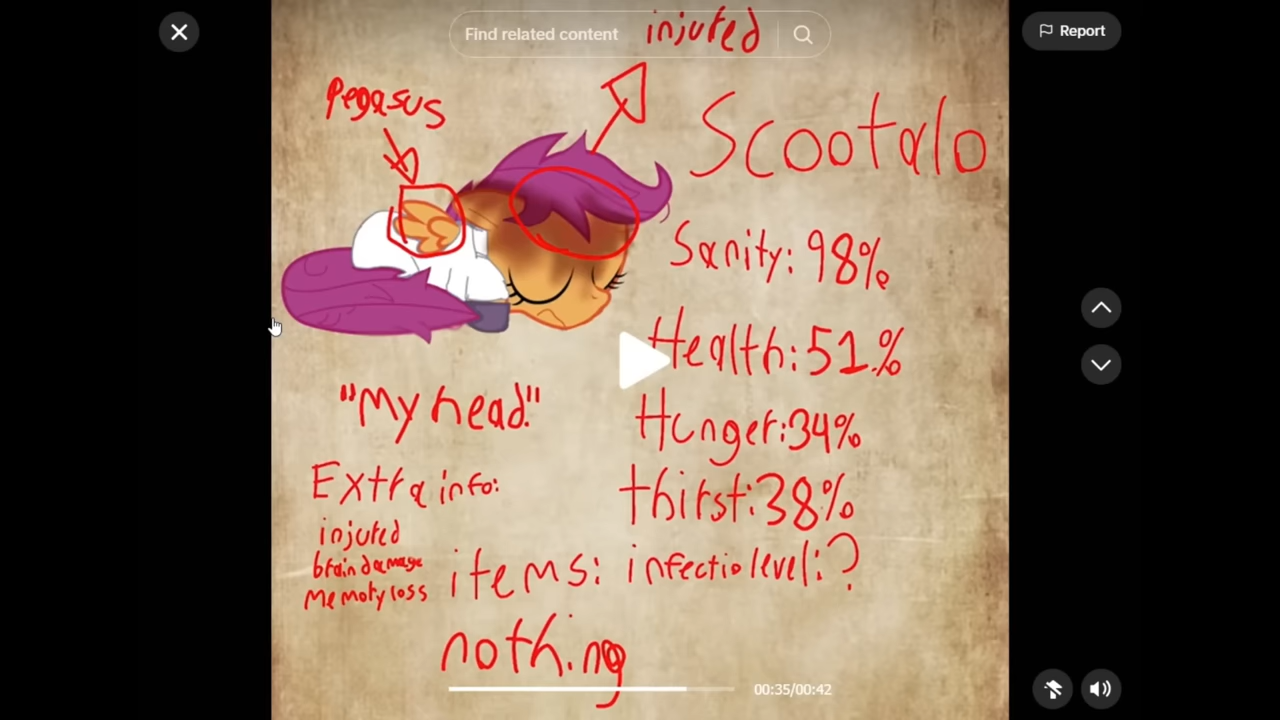 Find related content
injured
Report
Pegasus
Scootalo
Sanity: 98%
Health: 51%
"My head."
Hunger: 34%
Extra info:
thirst: 38%
injured
brain damage
memory loss
items: infectio level: ?
nothing
00:35/00:42